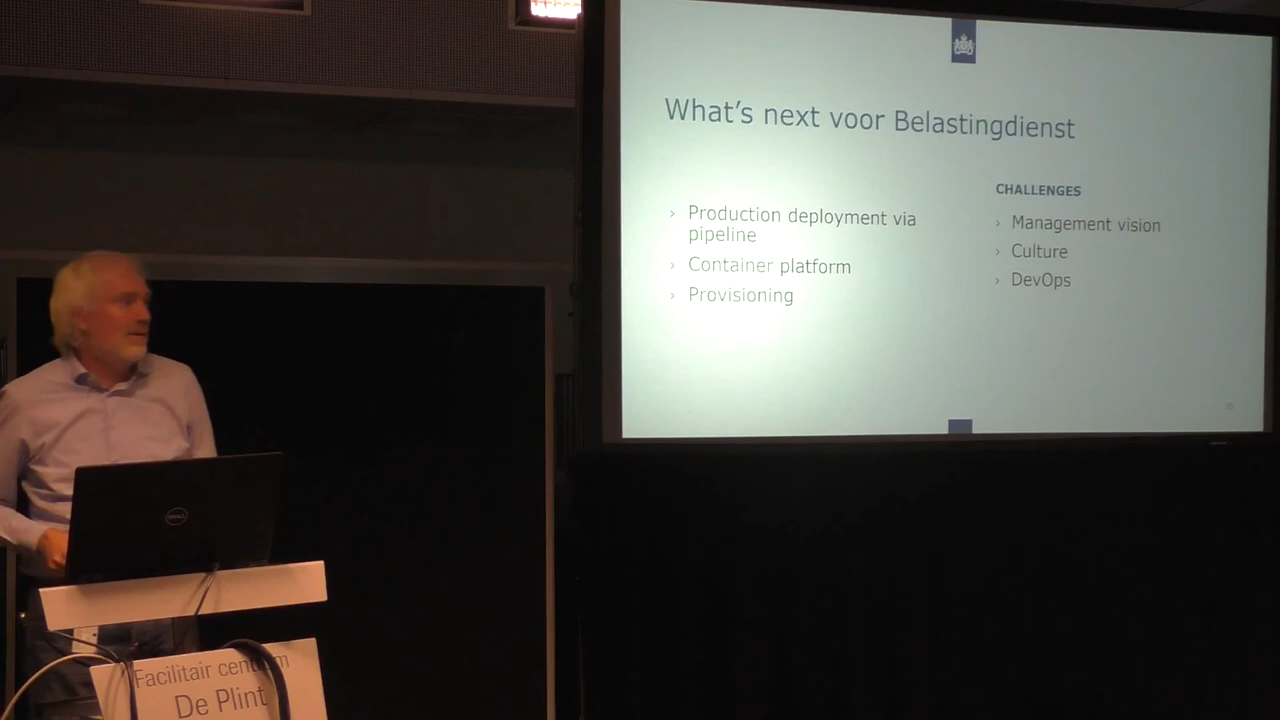 What's next voor Belastingdienst
› Production deployment via
pipeline
› Container platform
› Provisioning
CHALLENGES
› Management vision
› Culture
› DevOps
DELL
Facilitair centrum
De Plint